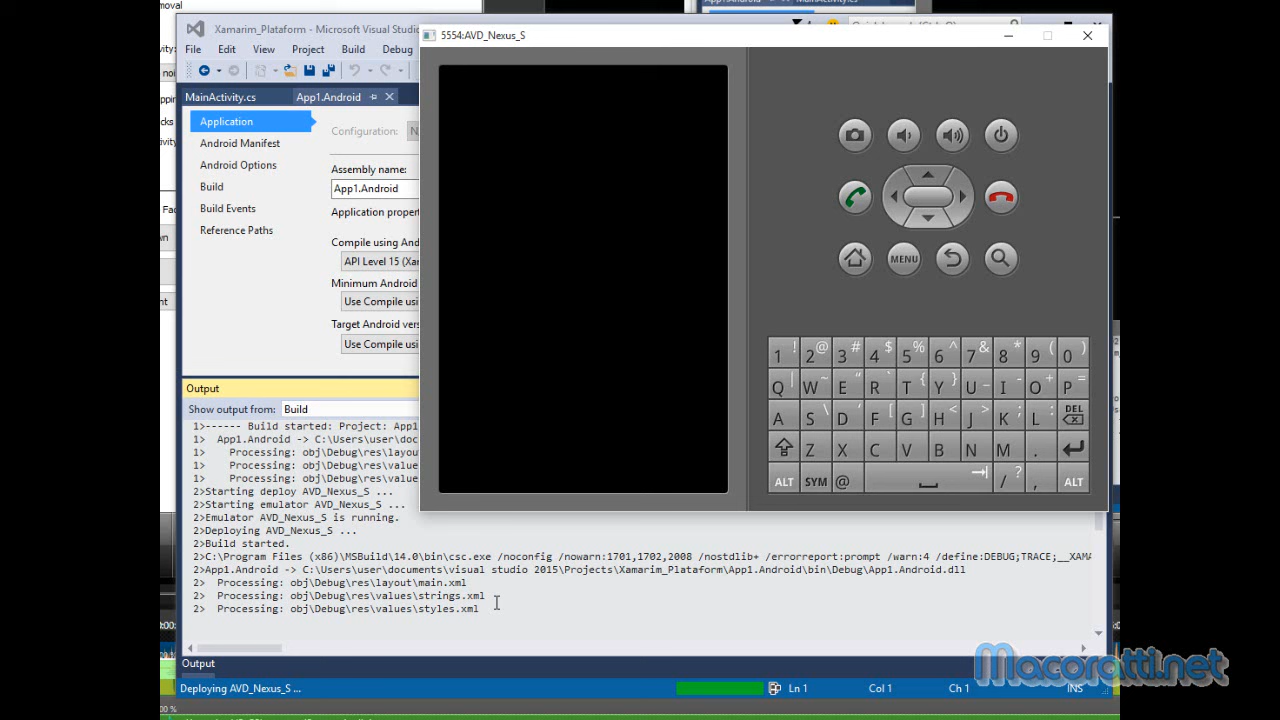 App1.Android
MainActivity.cs
moval
Xamarim_Plataform - Microsoft Visual Studio
5554:AVD_Nexus_S
File Edit View Project Build Debug
MainActivity.cs App1.Android
Application
Android Manifest
Android Options
Build
Build Events
Reference Paths
Configuration: N
Assembly name:
App1.Android
Application propert
Compile using And
API Level 15 (Xar
Minimum Android
Use Compile usi
Target Android vers
Use Compile usi
MENU
1 ! 2 @ 3 # 4 $ 5 % 6 ^ 7 & 8 * 9 ( 0 )
Q | W ~ E " R ` T { Y } U _ I - O + P =
A S \ D ' F [ G ] H < J > K ; L : DEL
Z X C V B N M .
ALT SYM @ / ? , ALT
Output
Show output from: Build
1>------ Build started: Project: App1
1> App1.Android -> C:\Users\user\doc
1> Processing: obj\Debug\res\layou
1> Processing: obj\Debug\res\value
1> Processing: obj\Debug\res\value
2>Starting deploy AVD_Nexus_S ...
2>Starting emulator AVD_Nexus_S ...
2>Emulator AVD_Nexus_S is running.
2>Deploying AVD_Nexus_S ...
2>Build started.
2>C:\Program Files (x86)\MSBuild\14.0\bin\csc.exe /noconfig /nowarn:1701,1702,2008 /nostdlib+ /errorreport:prompt /warn:4 /define:DEBUG;TRACE;__XAMA
2>App1.Android -> C:\Users\user\documents\visual studio 2015\Projects\Xamarim_Plataform\App1.Android\bin\Debug\App1.Android.dll
2> Processing: obj\Debug\res\layout\main.xml
2> Processing: obj\Debug\res\values\strings.xml
2> Processing: obj\Debug\res\values\styles.xml
Output
Macoratti.net
Deploying AVD_Nexus_S ... Ln 1 Col 1 Ch 1 INS